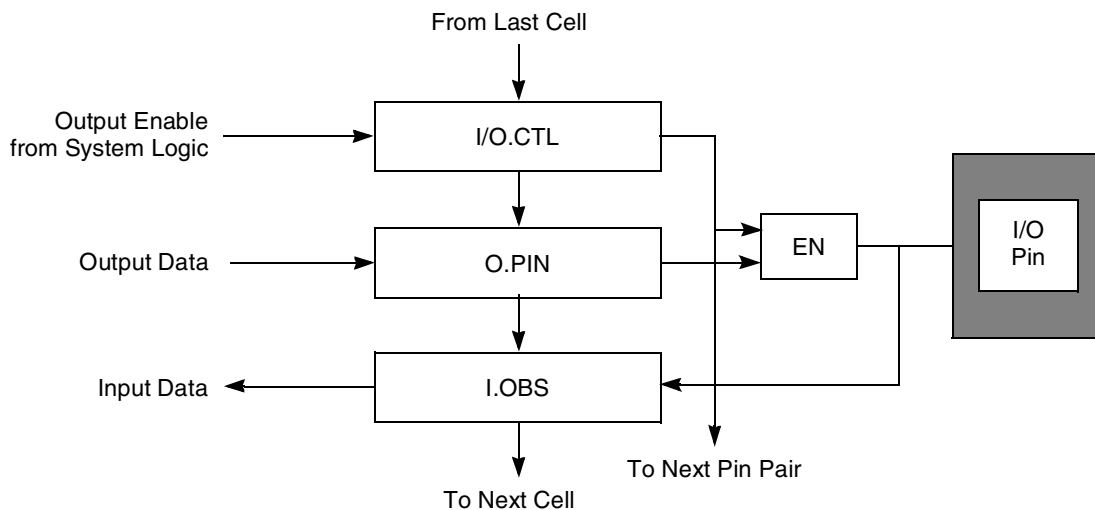 From Last Cell
Output Enable
from System Logic
I/O.CTL
Output Data
O.PIN
EN
I/O
Pin
Input Data
I.OBS
To Next Pin Pair
To Next Cell